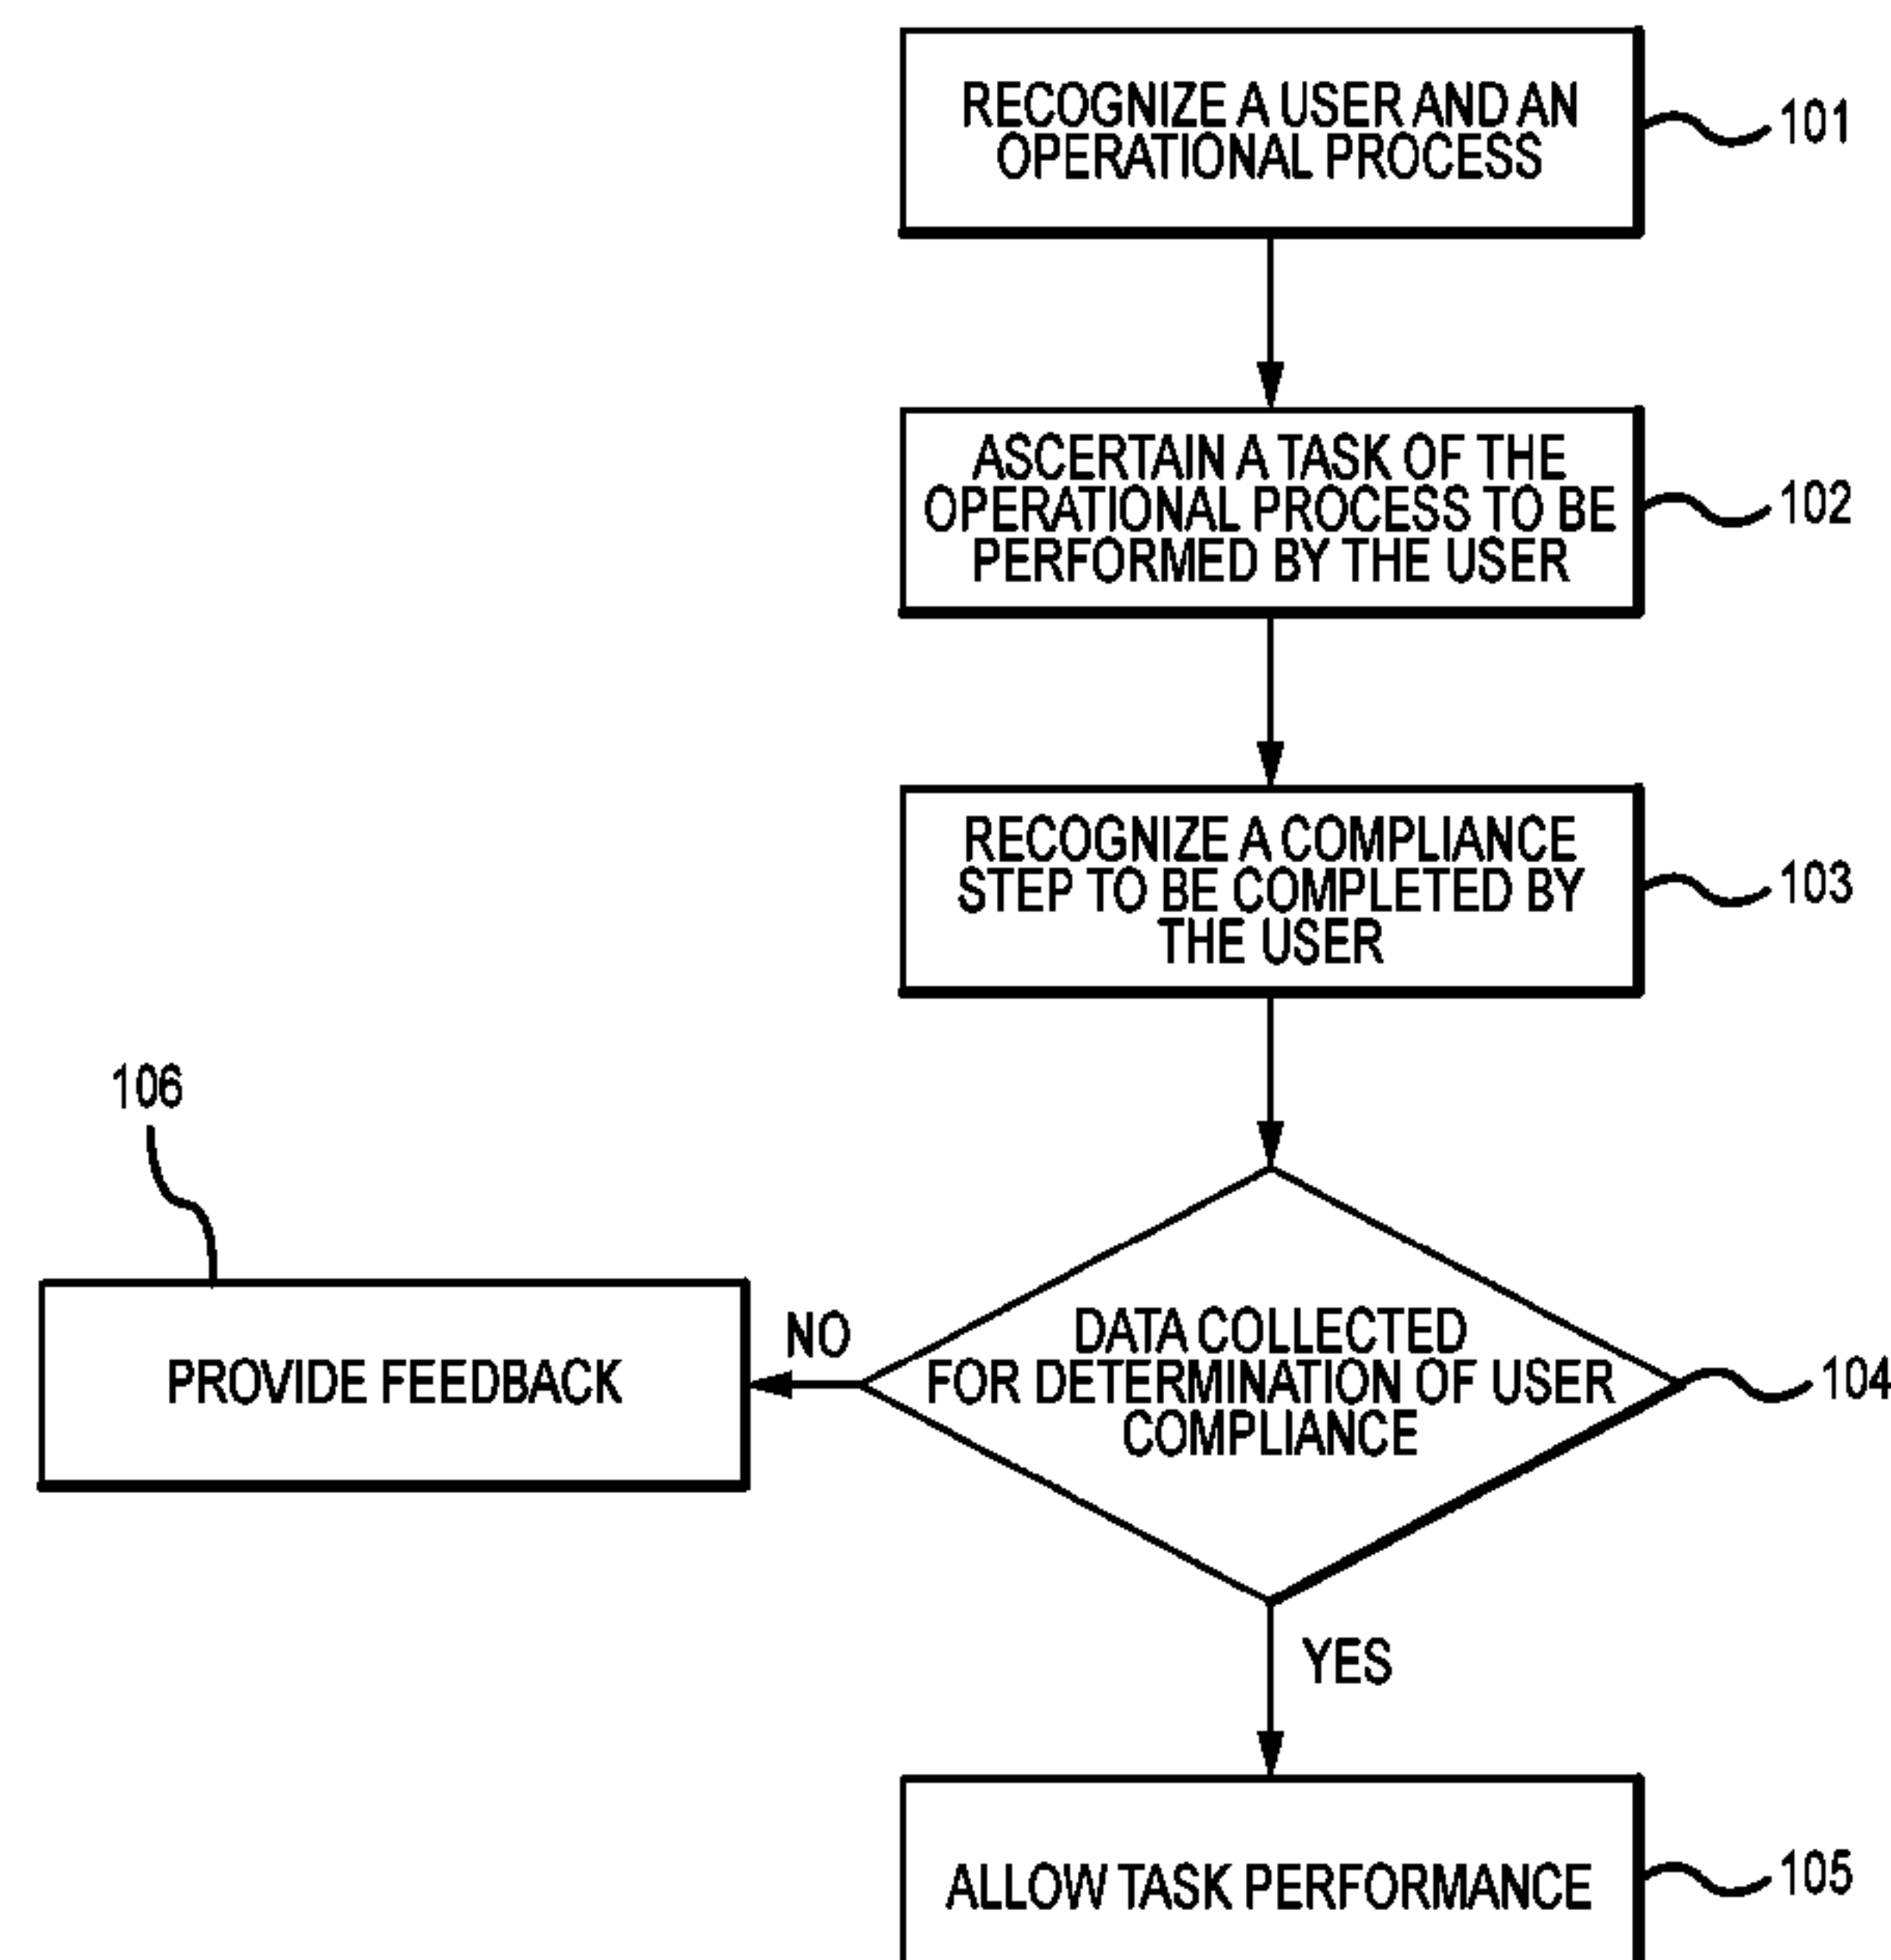 RECOGNIZE A USER AND AN
OPERATIONAL PROCESS
101
ASCERTAIN A TASK OF THE
OPERATIONAL PROCESS TO BE
PERFORMED BY THE USER
102
RECOGNIZE A COMPLIANCE
STEP TO BE COMPLETED BY
THE USER
103
106
PROVIDE FEEDBACK
NO
DATA COLLECTED
FOR DETERMINATION OF USER
COMPLIANCE
104
YES
ALLOW TASK PERFORMANCE
105